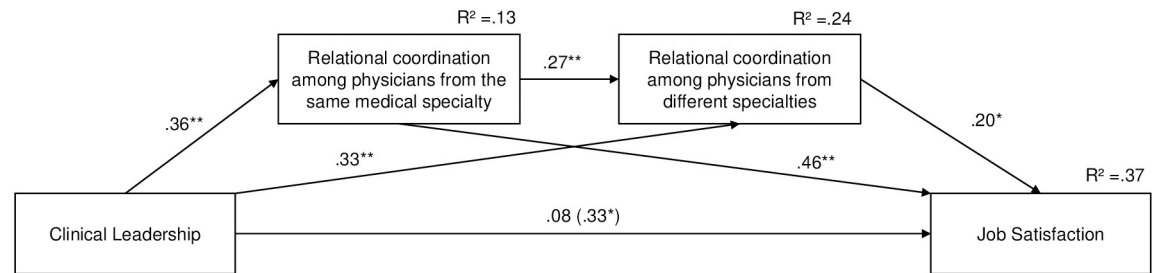 R² =.13
R² =.24
Relational coordination
among physicians from the
same medical specialty
.27**
Relational coordination
among physicians from
different specialties
.36**
.33**
.46**
.20*
R² =.37
Clinical Leadership
.08 (.33*)
Job Satisfaction